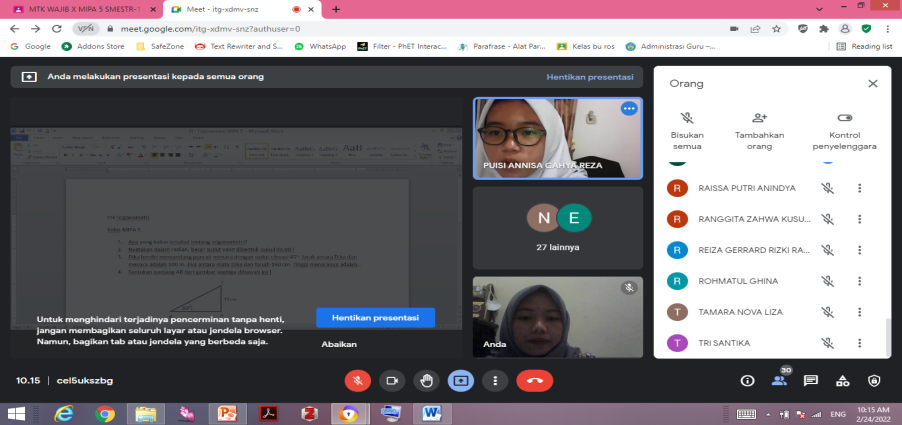 MTK WAJIB X MIPA 5 SMESTR-1
Meet - itg-xdmv-snz
VPN
meet.google.com/itg-xdmv-snz?authuser=0
Google
Addons Store
SafeZone
Text Rewriter and S...
WhatsApp
Filter - PhET Interac...
Parafrase - Alat Par...
Kelas bu ros
Administrasi Guru –...
Reading list
Anda melakukan presentasi kepada semua orang
Hentikan presentasi
PUISI ANNISA CAHYA REZA
N E
27 lainnya
Anda
Untuk menghindari terjadinya pencerminan tanpa henti,
jangan membagikan seluruh layar atau jendela browser.
Namun, bagikan tab atau jendela yang berbeda saja.
Hentikan presentasi
Abaikan
Orang
Bisukan semua
Tambahkan orang
Kontrol penyelenggara
R RAISSA PUTRI ANINDYA
R RANGGITA ZAHWA KUSU...
R REIZA GERRARD RIZKI RA...
R ROHMATUL GHINA
T TAMARA NOVA LIZA
T TRI SANTIKA
10.15 | cel5ukszbg
30
ENG
10:15 AM
2/24/2022